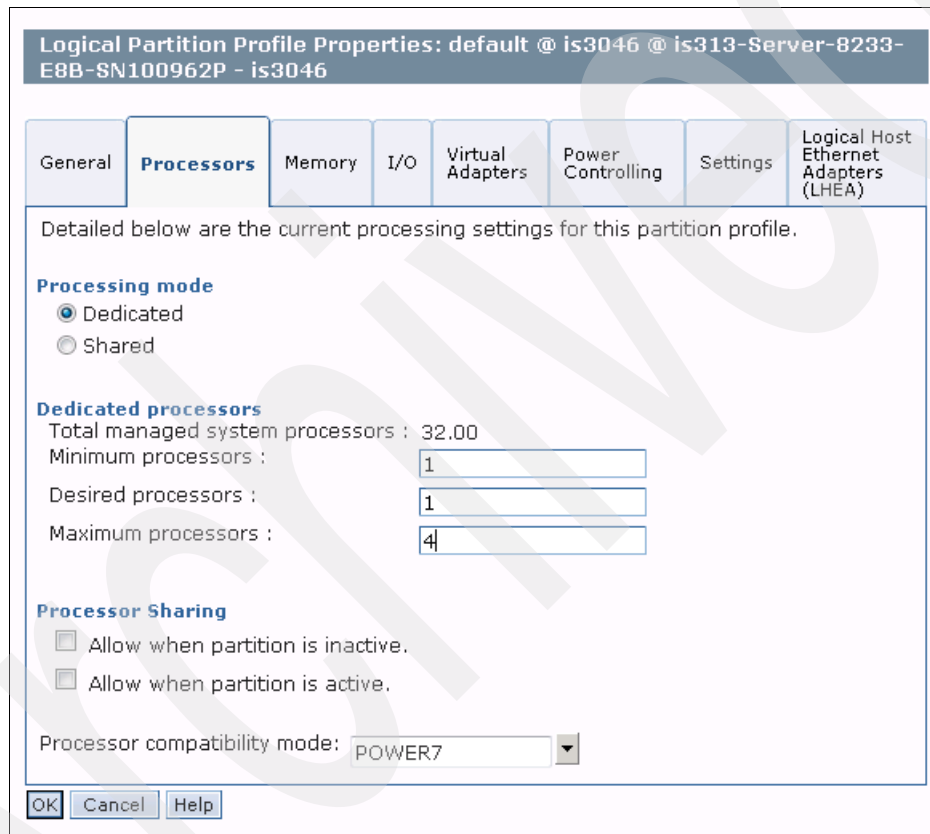 Logical Partition Profile Properties: default @ is3046 @ is313-Server-8233-
E8B-SN100962P - is3046
General
Processors
Memory
I/O
Virtual
Adapters
Power
Controlling
Settings
Logical Host
Ethernet
Adapters
(LHEA)
Detailed below are the current processing settings for this partition profile.
Processing mode
Dedicated
Shared
Dedicated processors
Total managed system processors : 32.00
Minimum processors : 1
Desired processors : 1
Maximum processors : 4
Processor Sharing
Allow when partition is inactive.
Allow when partition is active.
Processor compatibility mode: POWER7
OK Cancel Help